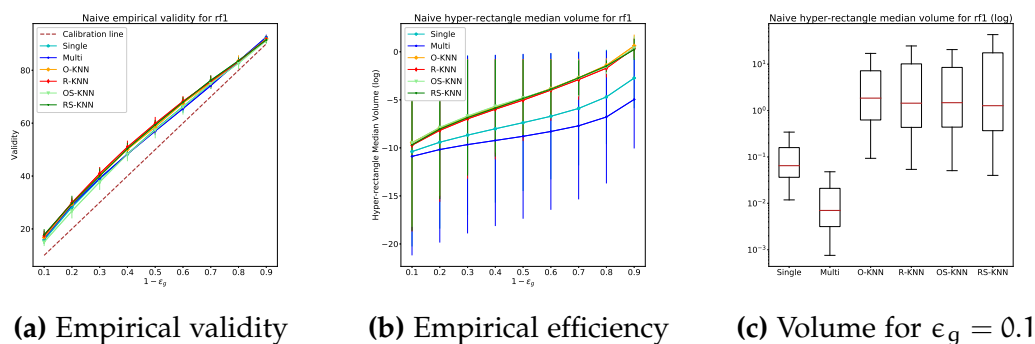 Naive empirical validity for rf1
Calibration line
Single
Multi
O-KNN
R-KNN
OS-KNN
RS-KNN
Validity
80
60
40
20
0.1 0.2 0.3 0.4 0.5 0.6 0.7 0.8 0.9
1 − ε_g
(a) Empirical validity
Naive hyper-rectangle median volume for rf1
Single
Multi
O-KNN
R-KNN
OS-KNN
RS-KNN
Hyper-rectangle Median Volume (log)
0
−5
−10
−15
−20
0.1 0.2 0.3 0.4 0.5 0.6 0.7 0.8 0.9
1 − ε_g
(b) Empirical efficiency
Naive hyper-rectangle median volume for rf1 (log)
10¹
10⁰
10⁻¹
10⁻²
10⁻³
Single Multi O-KNN R-KNN OS-KNN RS-KNN
(c) Volume for ϵ_g = 0.1